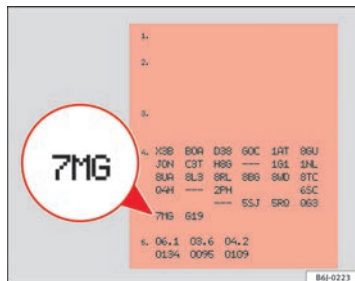 1.
2.
3.
4. X3B B0A D38 G0C 1AT 8GU
J0N C3T H8G --- 1G1 1NL
8UA 8L3 8RL 8B6 8WD 8TC
04H --- 2PH 6SC
--- 5SJ 5R0 0G3
7MG G19
5. 06.1 03.6 04.2
0134 0095 0109
7MG
B6J-0223